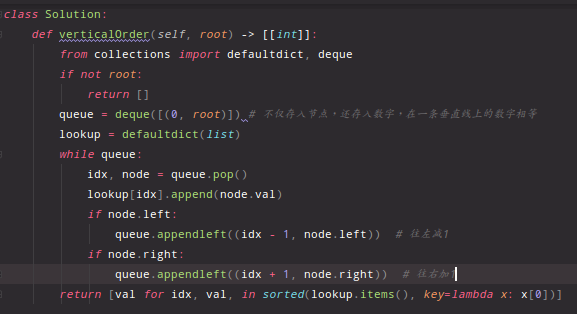 class Solution:
    def verticalOrder(self, root) -> [[int]]:
        from collections import defaultdict, deque
        if not root:
            return []
        queue = deque([(0, root)]) # 不仅存入节点，还存入数字，在一条垂直线上的数字相等
        lookup = defaultdict(list)
        while queue:
            idx, node = queue.pop()
            lookup[idx].append(node.val)
            if node.left:
                queue.appendleft((idx - 1, node.left))  # 往左减1
            if node.right:
                queue.appendleft((idx + 1, node.right))  # 往右加1
        return [val for idx, val, in sorted(lookup.items(), key=lambda x: x[0])]